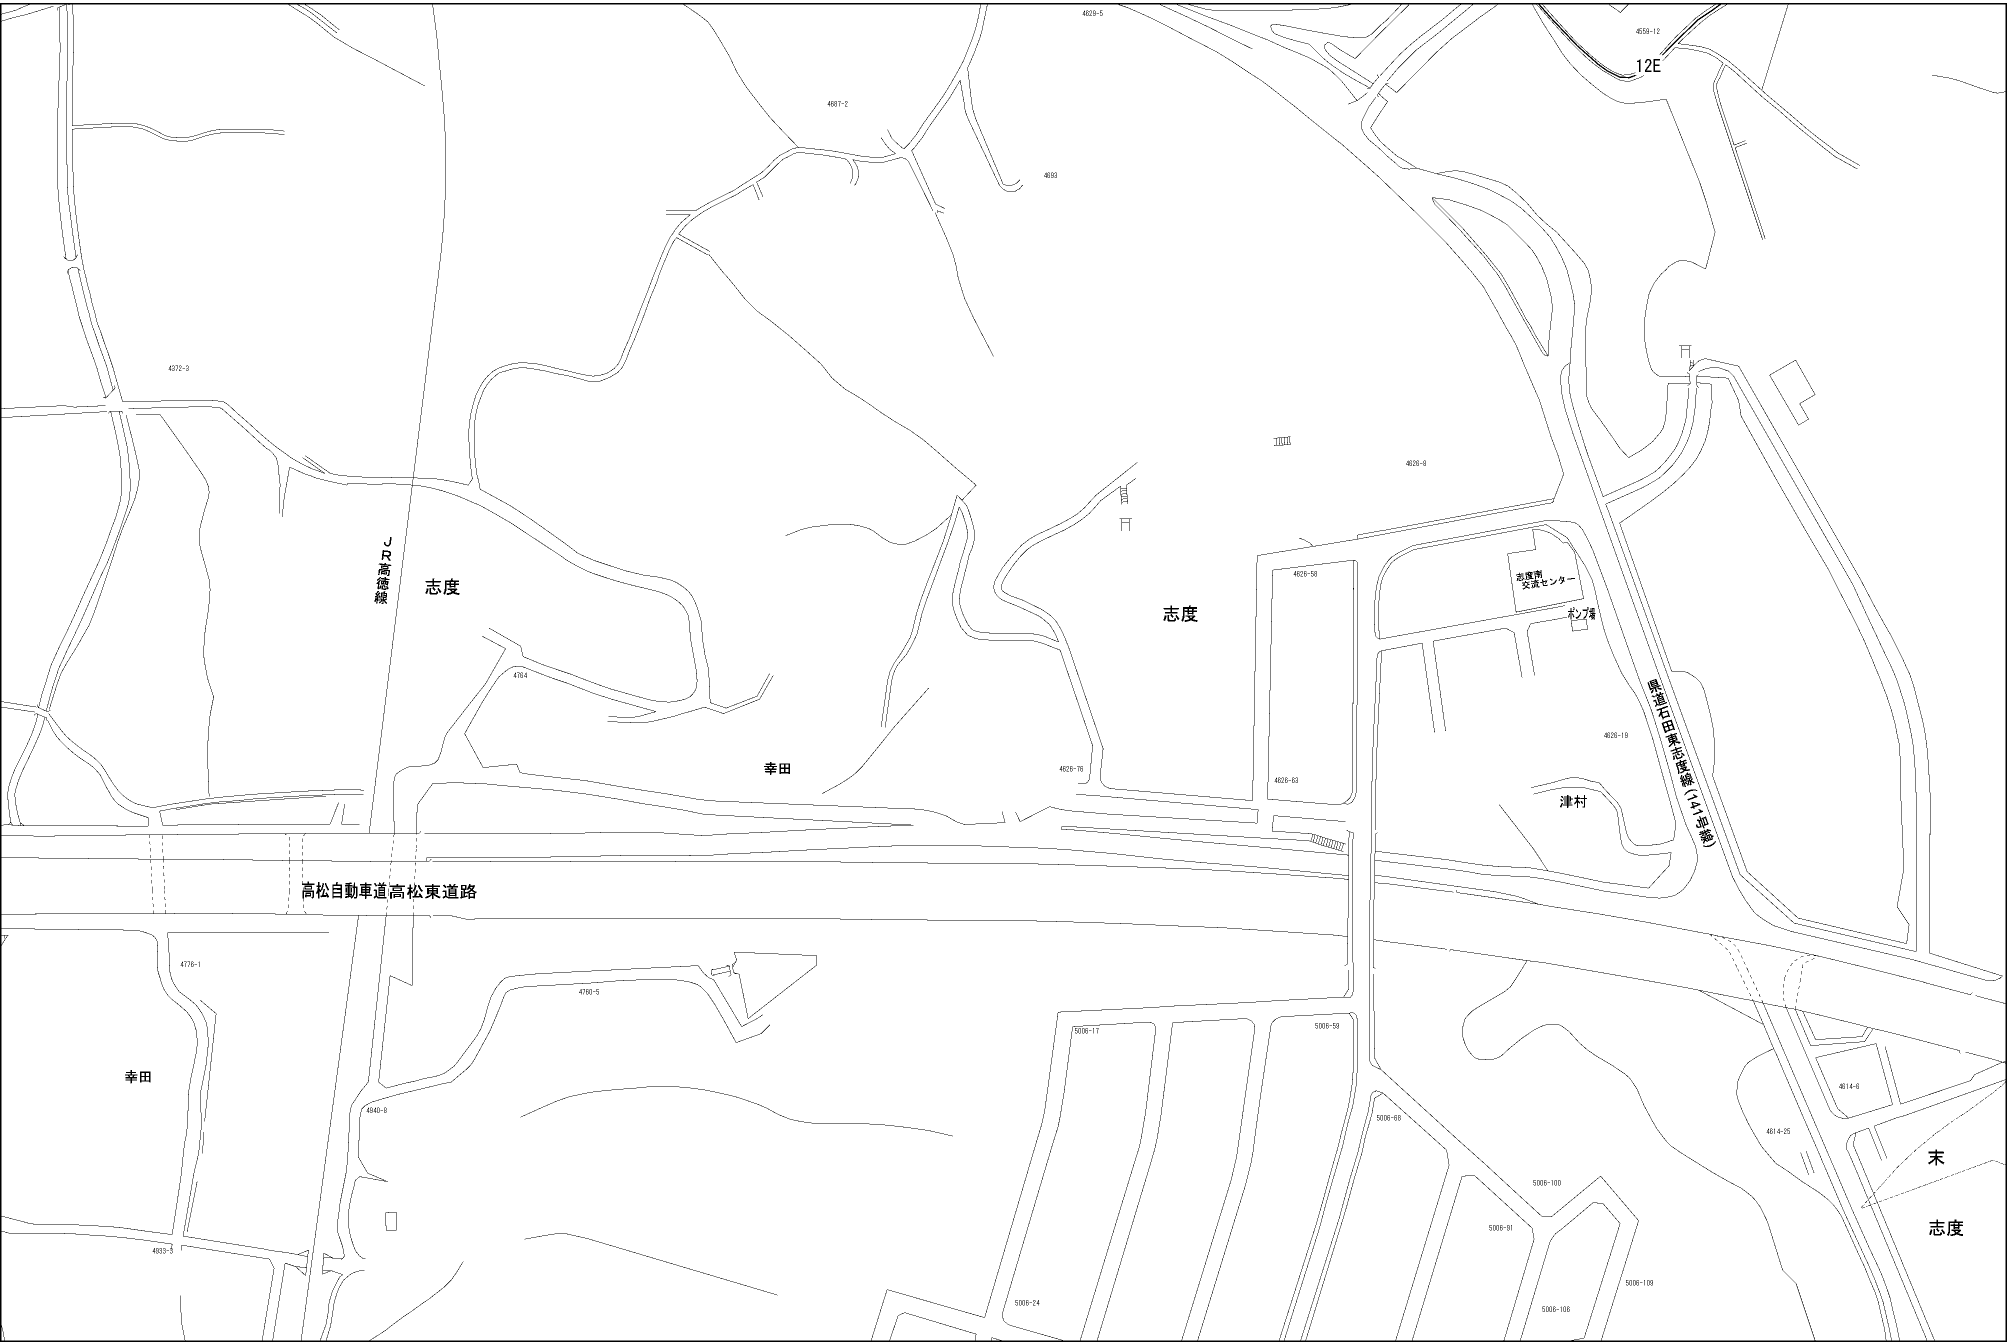 4628-5
4559-12
12E
4687-2
4693
4372-3
4626-8
JR高徳線
志度
志度
4626-58
志度南
交流センター
ポンプ場
4764
県道石田東志度線(141号線)
4626-19
幸田
4626-76
4626-63
津村
高松自動車道高松東道路
4776-1
4760-5
5006-17
5006-59
幸田
4614-6
4840-8
5006-68
4614-25
末
5006-100
5006-91
志度
4833-3
5006-109
5006-24
5006-106